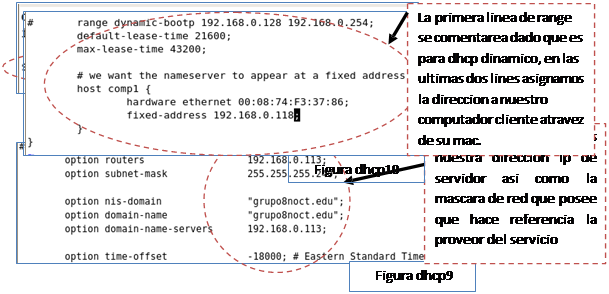 #       range dynamic-bootp 192.168.0.128 192.168.0.254;
        default-lease-time 21600;
        max-lease-time 43200;
        # we want the nameserver to appear at a fixed address
        host comp1 {
                hardware ethernet 00:08:74:F3:37:86;
                fixed-address 192.168.0.118;
        }
}
La primera linea de range
se comentarea dado que es
para dhcp dinamico, en las
ultimas dos lines asignamos
la direccion a nuestro
computador cliente atravez
de su mac.
Figura dhcp10
option routers 192.168.0.113;
option subnet-mask 255.255.255.
option nis-domain "grupo8noct.edu";
option domain-name "grupo8noct.edu";
option domain-name-servers 192.168.0.113;
option time-offset -18000; # Eastern Standard Time
nuestra direccion ip de
servidor así como la
mascara de red que posee
que hace referencia la
proveor del servicio
Figura dhcp9